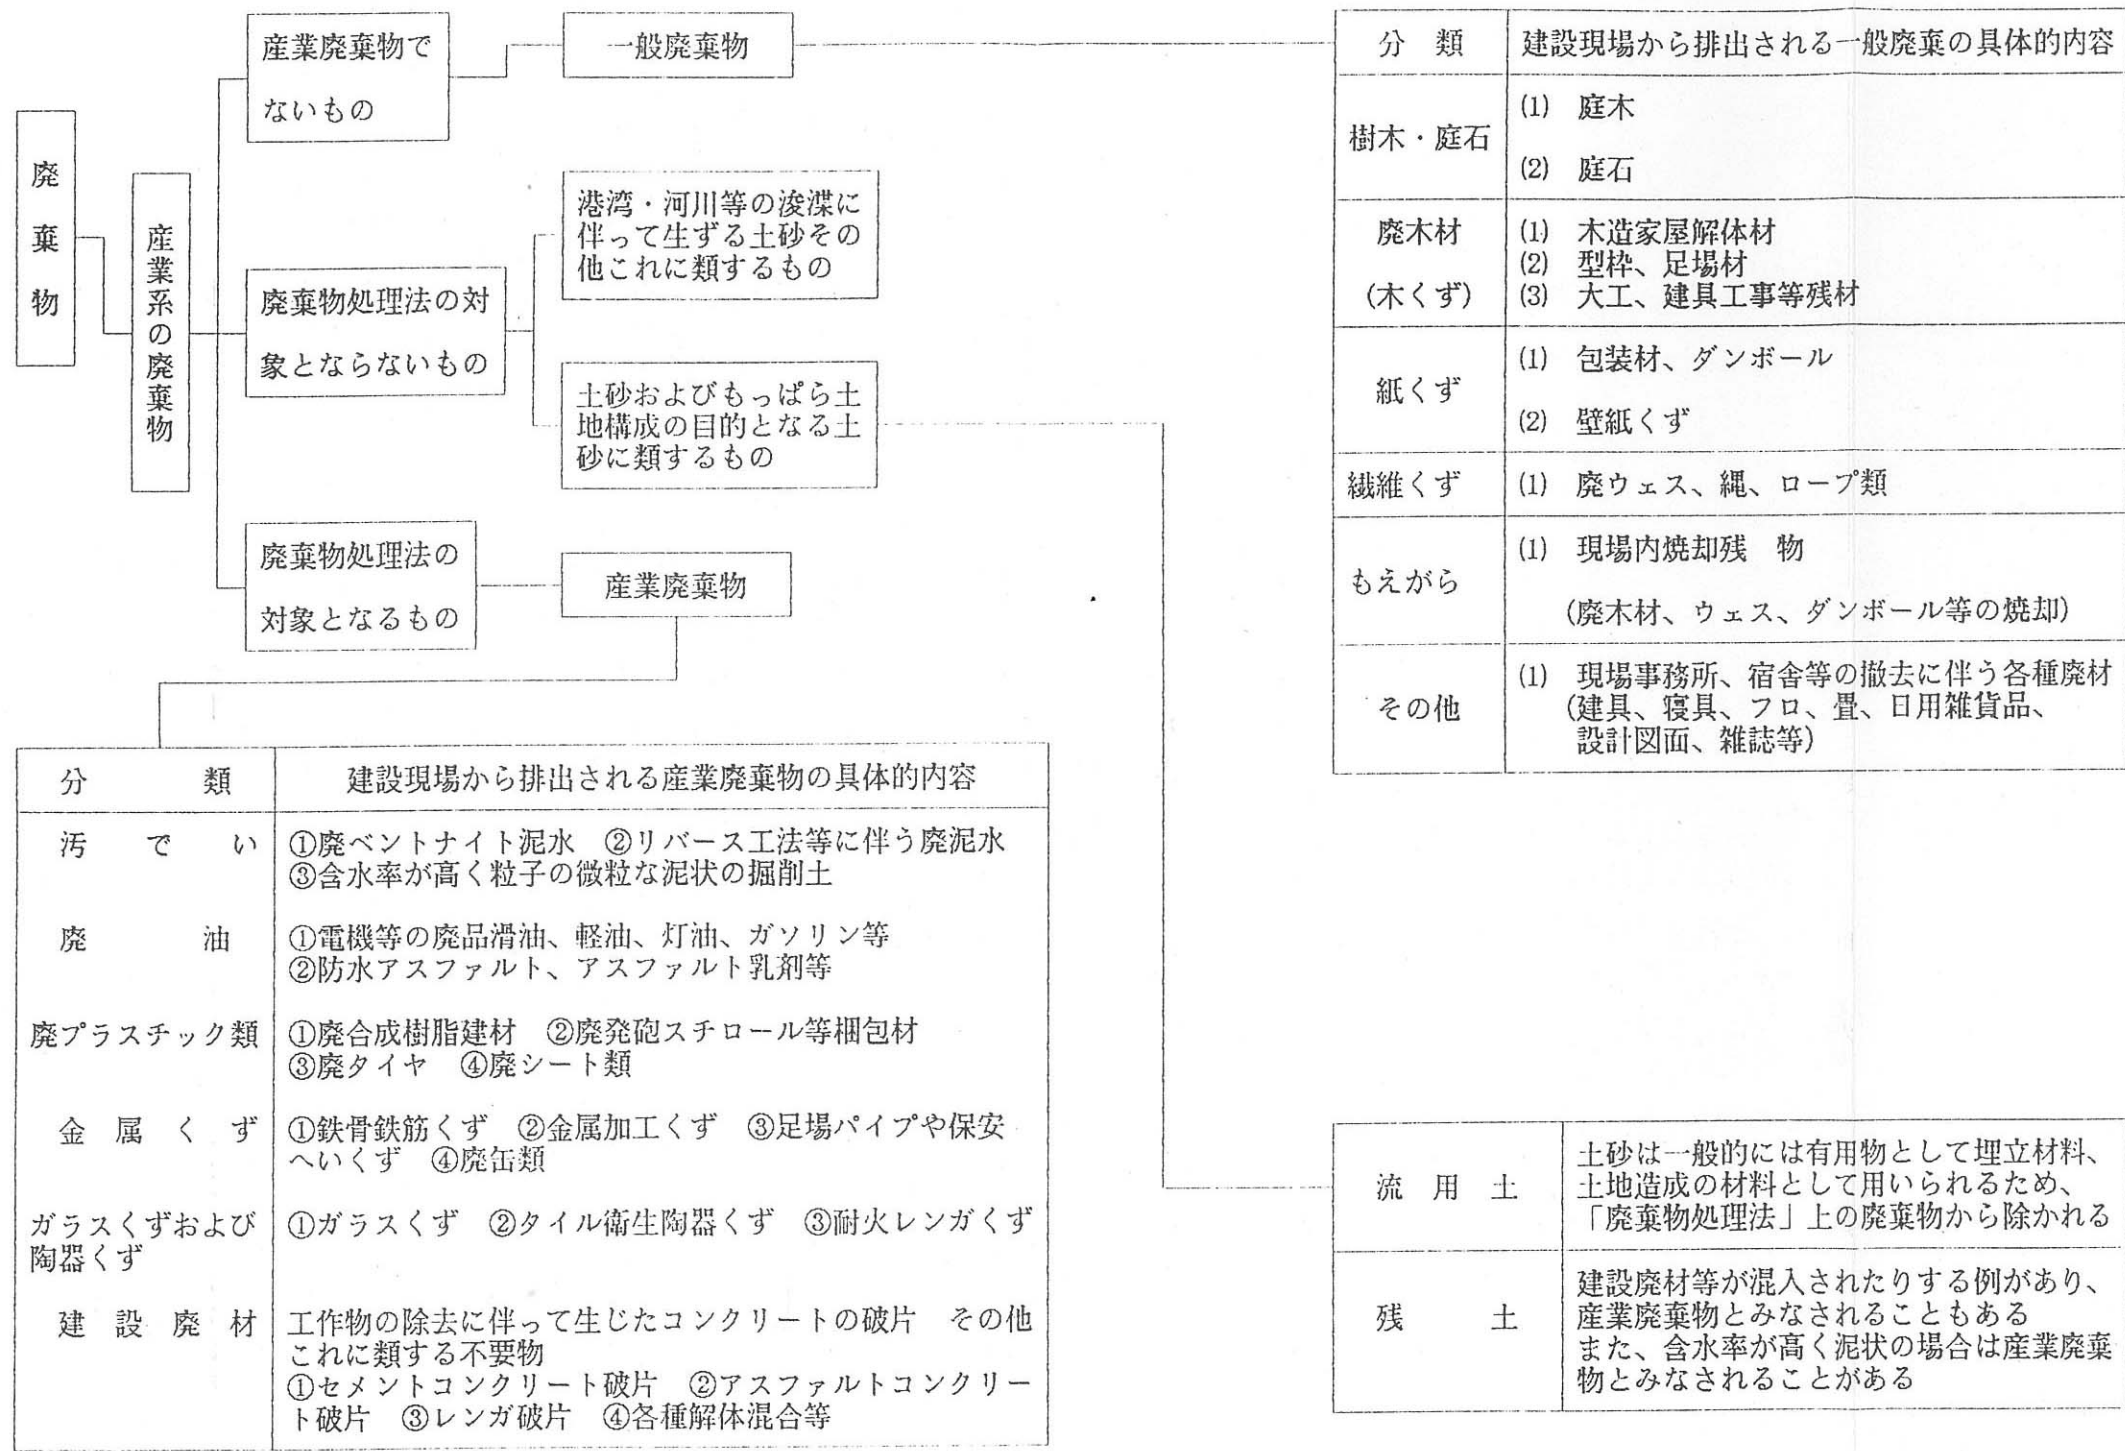 廃棄物
産業系の廃棄物
産業廃棄物で
ないもの
一般廃棄物
廃棄物処理法の対
象とならないもの
港湾・河川等の浚渫に
伴って生ずる土砂その
他これに類するもの
土砂およびもっぱら土
地構成の目的となる土
砂に類するもの
廃棄物処理法の
対象となるもの
産業廃棄物
分 類 建設現場から排出される一般廃棄の具体的内容
樹木・庭石
(1) 庭木
(2) 庭石
廃木材
(木くず)
(1) 木造家屋解体材
(2) 型枠、足場材
(3) 大工、建具工事等残材
紙くず
(1) 包装材、ダンボール
(2) 壁紙くず
繊維くず (1) 廃ウェス、縄、ロープ類
もえがら
(1) 現場内焼却残 物
(廃木材、ウェス、ダンボール等の焼却)
その他
(1) 現場事務所、宿舎等の撤去に伴う各種廃材
(建具、寝具、フロ、畳、日用雑貨品、
設計図面、雑誌等)
分 類 建設現場から排出される産業廃棄物の具体的内容
汚 で い ①廃ベントナイト泥水 ②リバース工法等に伴う廃泥水
③含水率が高く粒子の微粒な泥状の掘削土
廃 油 ①電機等の廃品滑油、軽油、灯油、ガソリン等
②防水アスファルト、アスファルト乳剤等
廃プラスチック類 ①廃合成樹脂建材 ②廃発砲スチロール等梱包材
③廃タイヤ ④廃シート類
金 属 く ず ①鉄骨鉄筋くず ②金属加工くず ③足場パイプや保安
へいくず ④廃缶類
ガラスくずおよび ①ガラスくず ②タイル衛生陶器くず ③耐火レンガくず
陶器くず
建 設 廃 材 工作物の除去に伴って生じたコンクリートの破片 その他
これに類する不要物
①セメントコンクリート破片 ②アスファルトコンクリー
ト破片 ③レンガ破片 ④各種解体混合等
流 用 土
土砂は一般的には有用物として埋立材料、
土地造成の材料として用いられるため、
「廃棄物処理法」上の廃棄物から除かれる
残 土
建設廃材等が混入されたりする例があり、
産業廃棄物とみなされることもある
また、含水率が高く泥状の場合は産業廃棄
物とみなされることがある